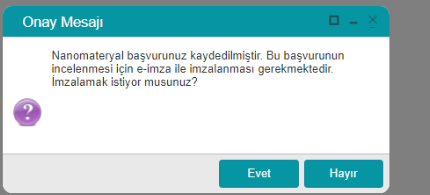 Onay Mesajı
Nanomateryal başvurunuz kaydedilmiştir. Bu başvurunun
incelenmesi için e-imza ile imzalanması gerekmektedir.
İmzalamak istiyor musunuz?
Evet Hayır